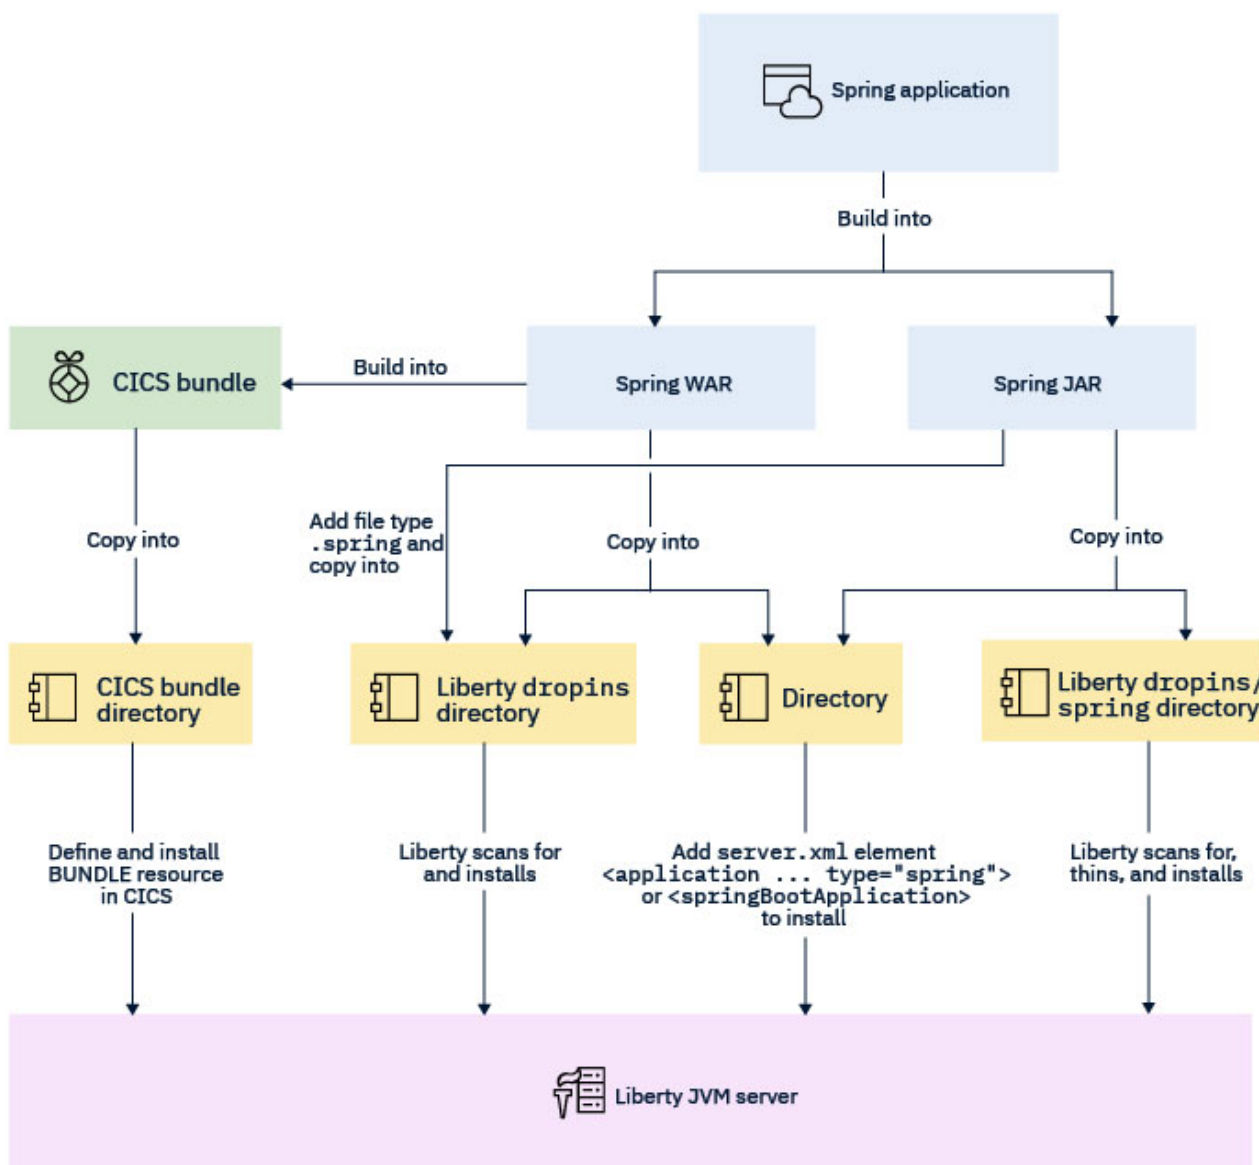 Spring application
Build into
CICS bundle
Build into
Spring WAR
Spring JAR
Copy into
Add file type
.spring and
copy into
Copy into
Copy into
CICS bundle
directory
Liberty dropins
directory
Directory
Liberty dropins/
spring directory
Define and install
BUNDLE resource
in CICS
Liberty scans for
and installs
Add server.xml element
<application ... type="spring">
or <springBootApplication>
to install
Liberty scans for,
thins, and installs
Liberty JVM server